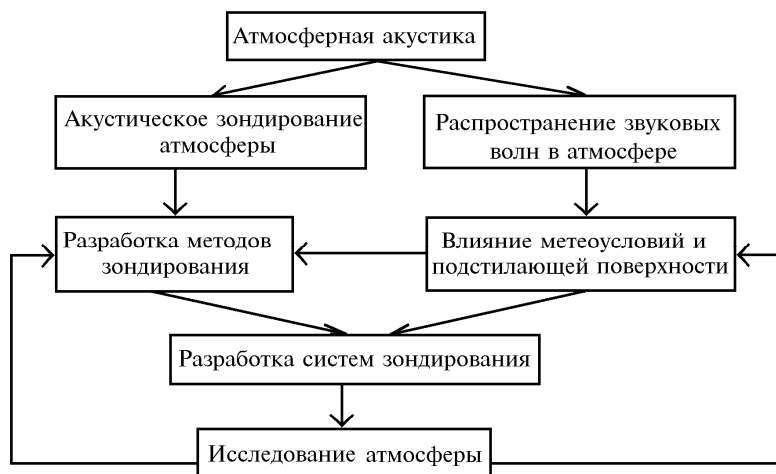 Атмосферная акустика
Акустическое зондирование
атмосферы
Распространение звуковых
волн в атмосфере
Разработка методов
зондирования
Влияние метеоусловий и
подстилающей поверхности
Разработка систем зондирования
Исследование атмосферы